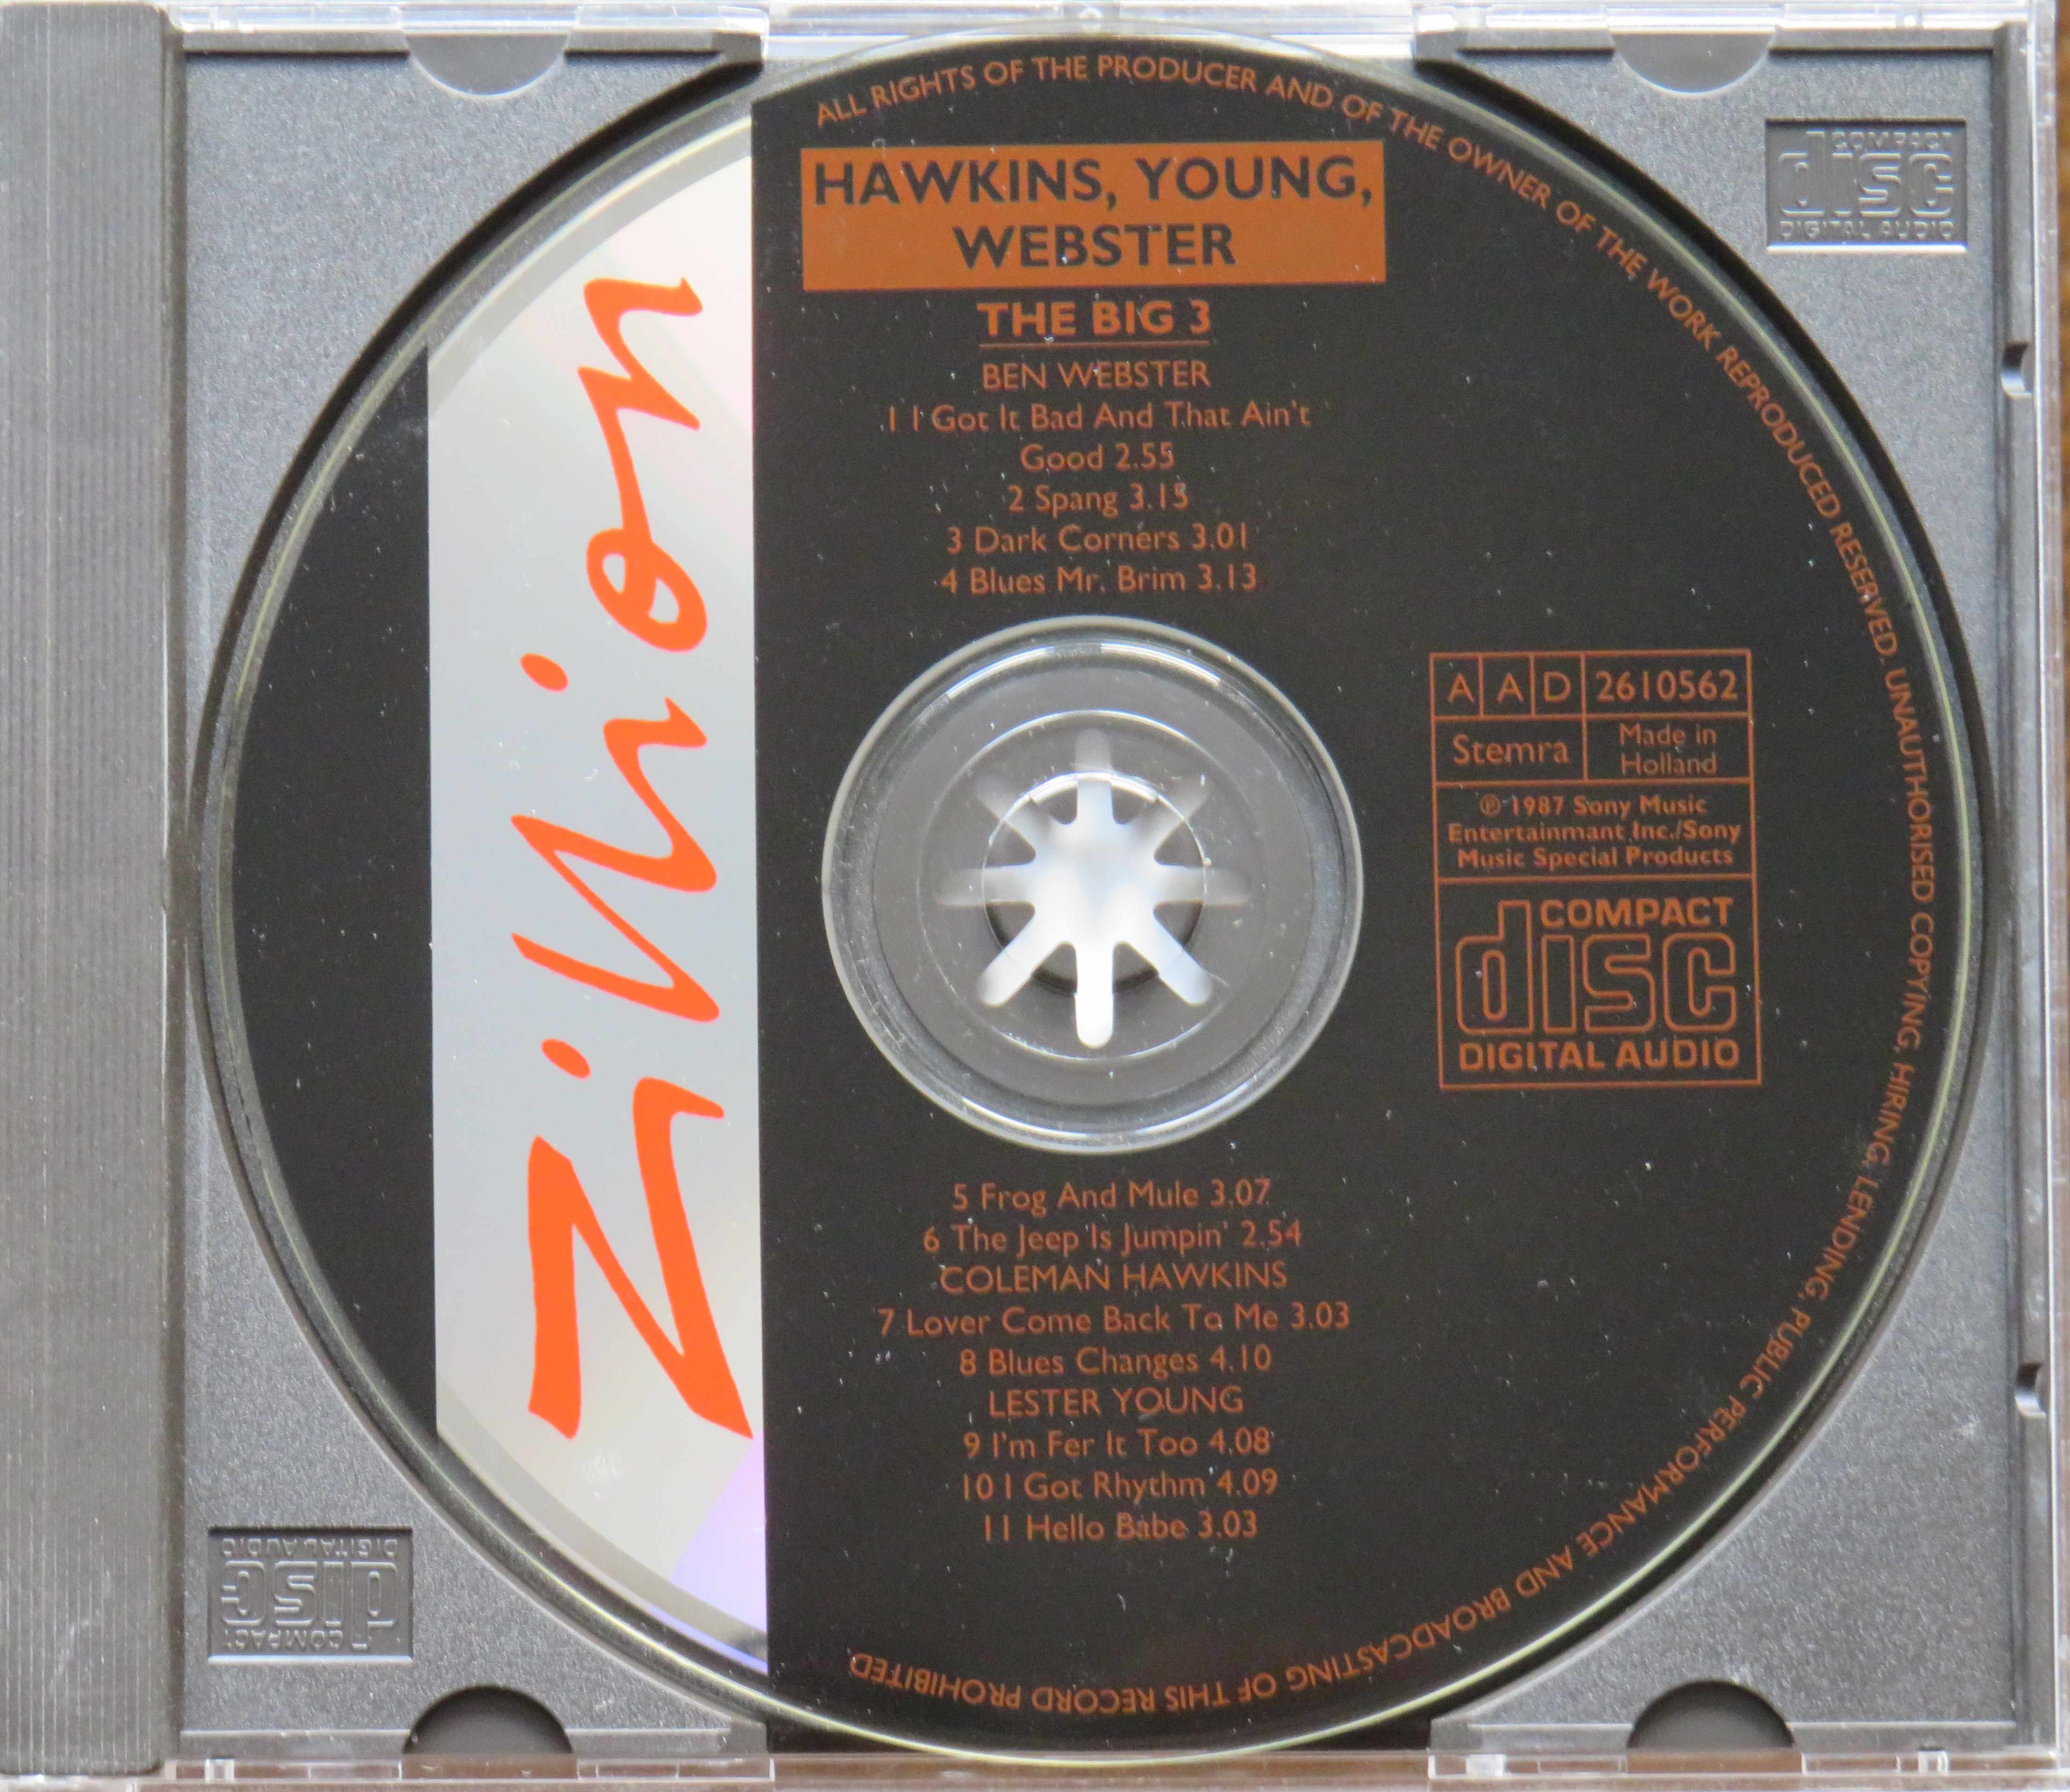 ALL RIGHTS OF THE PRODUCER AND OF THE OWNER OF THE WORK REPRODUCED RESERVED. UNAUTHORISED COPYING, HIRING, LENDING, PUBLIC PERFORMANCE AND BROADCASTING OF THIS RECORD PROHIBITED
HAWKINS, YOUNG,
WEBSTER
THE BIG 3
BEN WEBSTER
1 I Got It Bad And That Ain't
Good 2.55
2 Spang 3.15
3 Dark Corners 3.01
4 Blues Mr. Brim 3.13
Zillion
A A D 2610562
Stemra
Made in
Holland
℗ 1987 Sony Music
Entertainmant Inc./Sony
Music Special Products
COMPACT
disc
DIGITAL AUDIO
5 Frog And Mule 3.07
6 The Jeep Is Jumpin' 2.54
COLEMAN HAWKINS
7 Lover Come Back To Me 3.03
8 Blues Changes 4.10
LESTER YOUNG
9 I'm Fer It Too 4.08
10 I Got Rhythm 4.09
11 Hello Babe 3.03
COMPACT
disc
DIGITAL AUDIO
COMPACT
disc
DIGITAL AUDIO